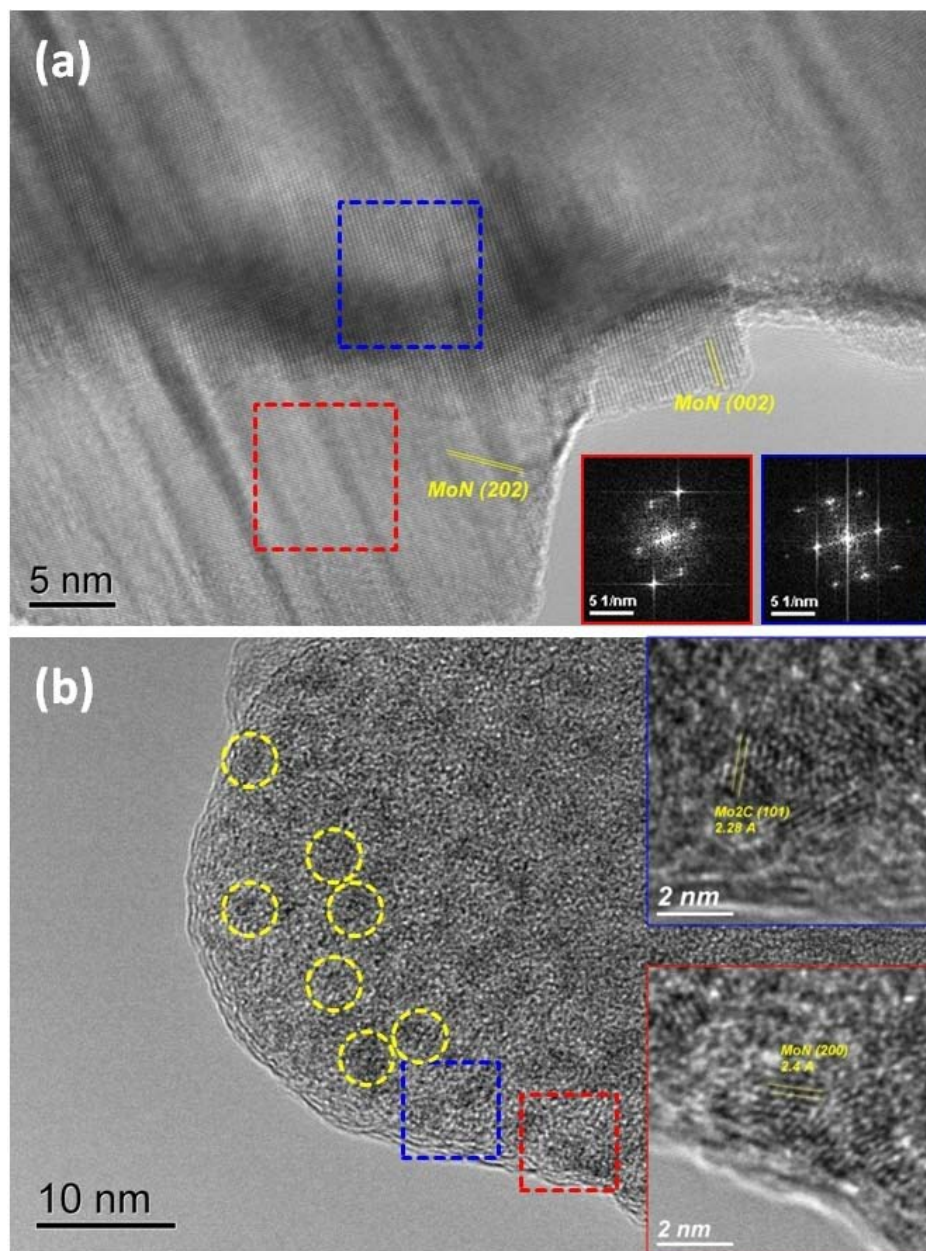 (a)
MoN (002)
MoN (202)
5 nm
5 1/nm
5 1/nm
(b)
Mo2C (101)
2.28 A
2 nm
MoN (200)
2.4 A
10 nm
2 nm